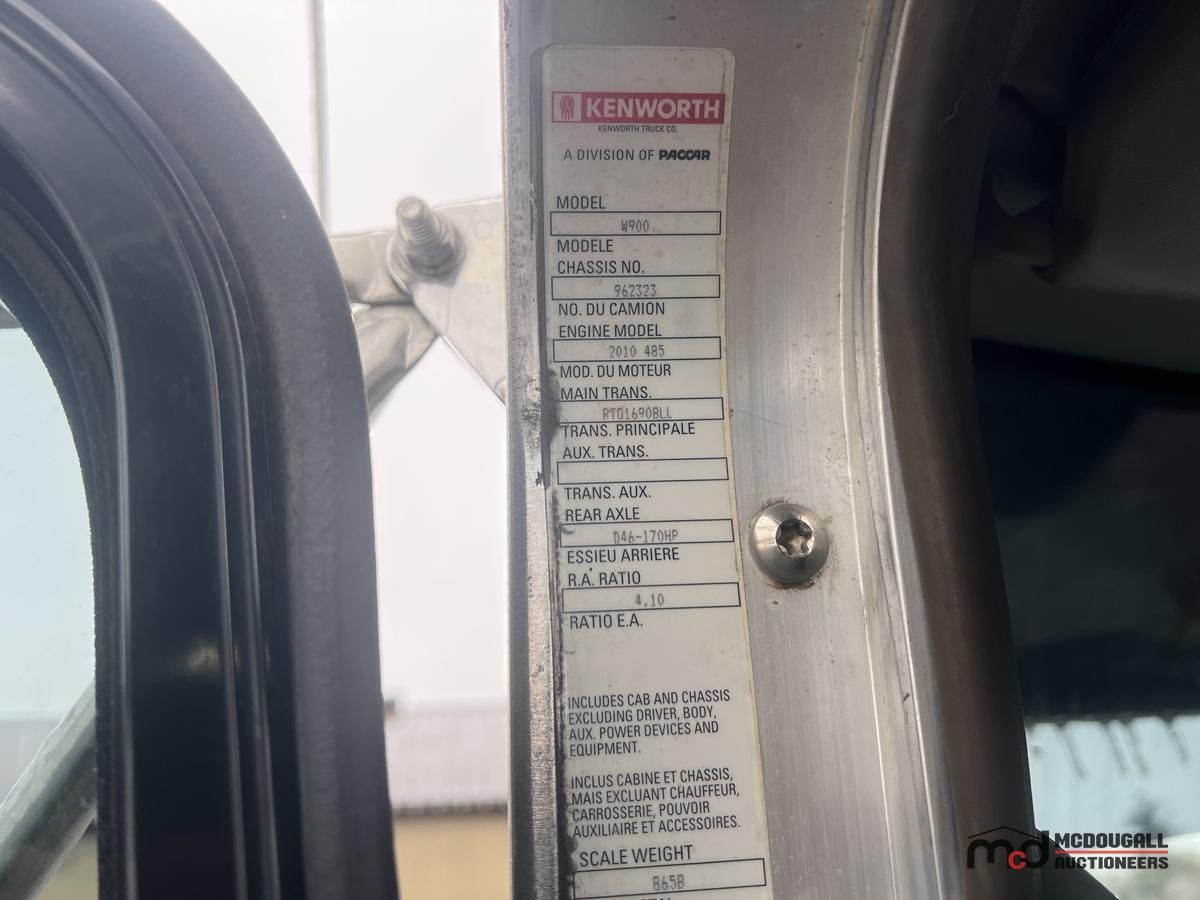 KENWORTH
KENWORTH TRUCK CO.
A DIVISION OF PACCAR
MODEL
W900
MODELE
CHASSIS NO.
962323
NO. DU CAMION
ENGINE MODEL
2010 485
MOD. DU MOTEUR
MAIN TRANS.
RTO16908LL
TRANS. PRINCIPALE
AUX. TRANS.
TRANS. AUX.
REAR AXLE
D46-170HP
ESSIEU ARRIERE
R.A. RATIO
4.10
RATIO E.A.
INCLUDES CAB AND CHASSIS
EXCLUDING DRIVER, BODY,
AUX. POWER DEVICES AND
EQUIPMENT.
INCLUS CABINE ET CHASSIS,
MAIS EXCLUANT CHAUFFEUR,
CARROSSERIE, POUVOIR
AUXILIAIRE ET ACCESSOIRES.
SCALE WEIGHT
8658
mcd MCDOUGALL
AUCTIONEERS